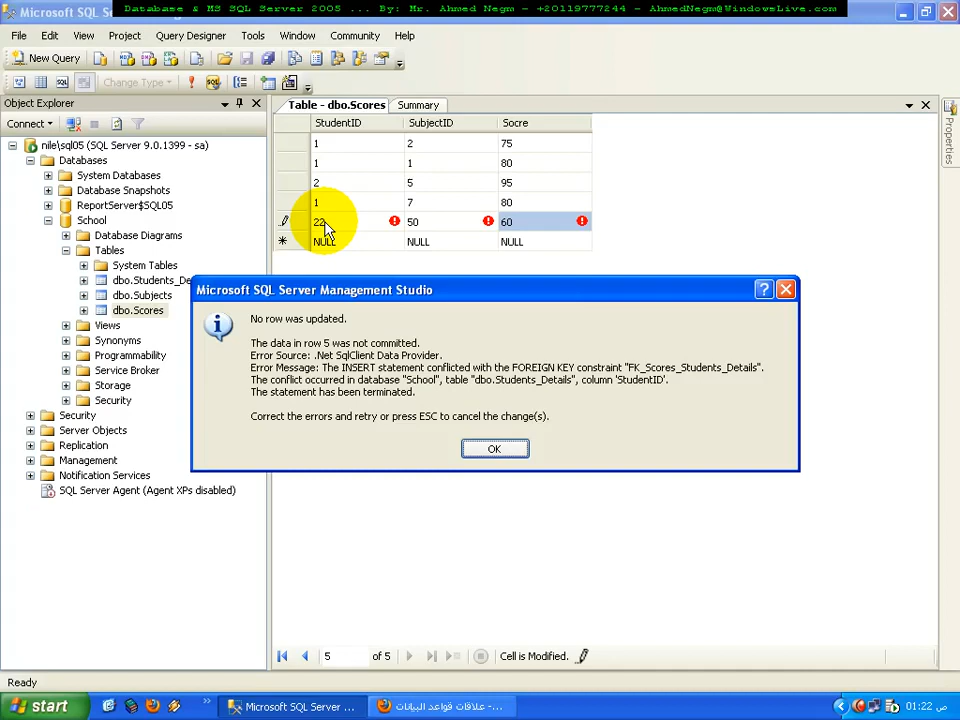 Database & MS SQL Server 2005 ... By: Mr. Ahmed Negm - +20119777244 - AhmedNegm@WindowsLive.com
Microsoft SQL Server Manag
File Edit View Project Query Designer Tools Window Community Help
New Query
Change Type
Object Explorer
Table - dbo.Scores Summary
Connect
StudentID SubjectID Socre
1 2 75
1 1 80
2 5 95
1 7 80
22 50 60
NULL NULL NULL
nile\sql05 (SQL Server 9.0.1399 - sa)
Databases
System Databases
Database Snapshots
ReportServer$SQL05
School
Database Diagrams
Tables
System Tables
dbo.Students_De
dbo.Subjects
dbo.Scores
Views
Synonyms
Programmability
Service Broker
Storage
Security
Security
Server Objects
Replication
Management
Notification Services
SQL Server Agent (Agent XPs disabled)
Properties
Microsoft SQL Server Management Studio
No row was updated.
The data in row 5 was not committed.
Error Source: .Net SqlClient Data Provider.
Error Message: The INSERT statement conflicted with the FOREIGN KEY constraint "FK_Scores_Students_Details".
The conflict occurred in database "School", table "dbo.Students_Details", column 'StudentID'.
The statement has been terminated.
Correct the errors and retry or press ESC to cancel the change(s).
OK
5 of 5 Cell is Modified.
Ready
start
Microsoft SQL Server ...
علاقات قواعد البيانات - ...
01:22 ص